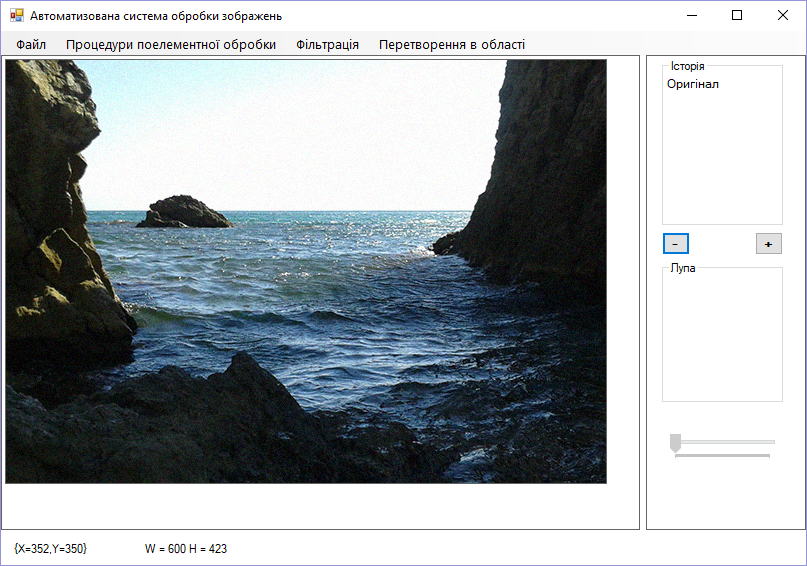 Автоматизована система обробки зображень
Файл Процедури поелементної обробки Фільтрація Перетворення в області
Історія
Оригінал
- +
Лупа
{X=352,Y=350} W = 600 H = 423